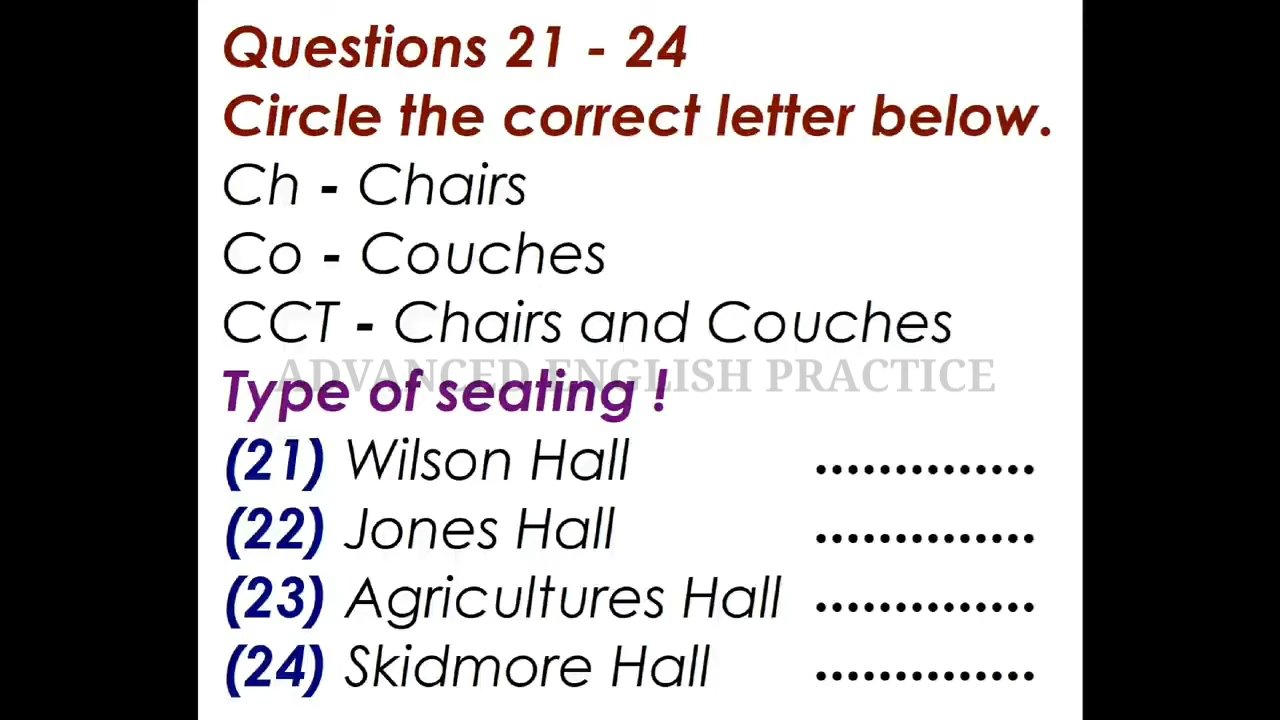 Questions 21 - 24
Circle the correct letter below.
Ch - Chairs
Co - Couches
CCT - Chairs and Couches
ADVANCED ENGLISH PRACTICE
Type of seating !
(21) Wilson Hall ..............
(22) Jones Hall ..............
(23) Agricultures Hall ..............
(24) Skidmore Hall ..............